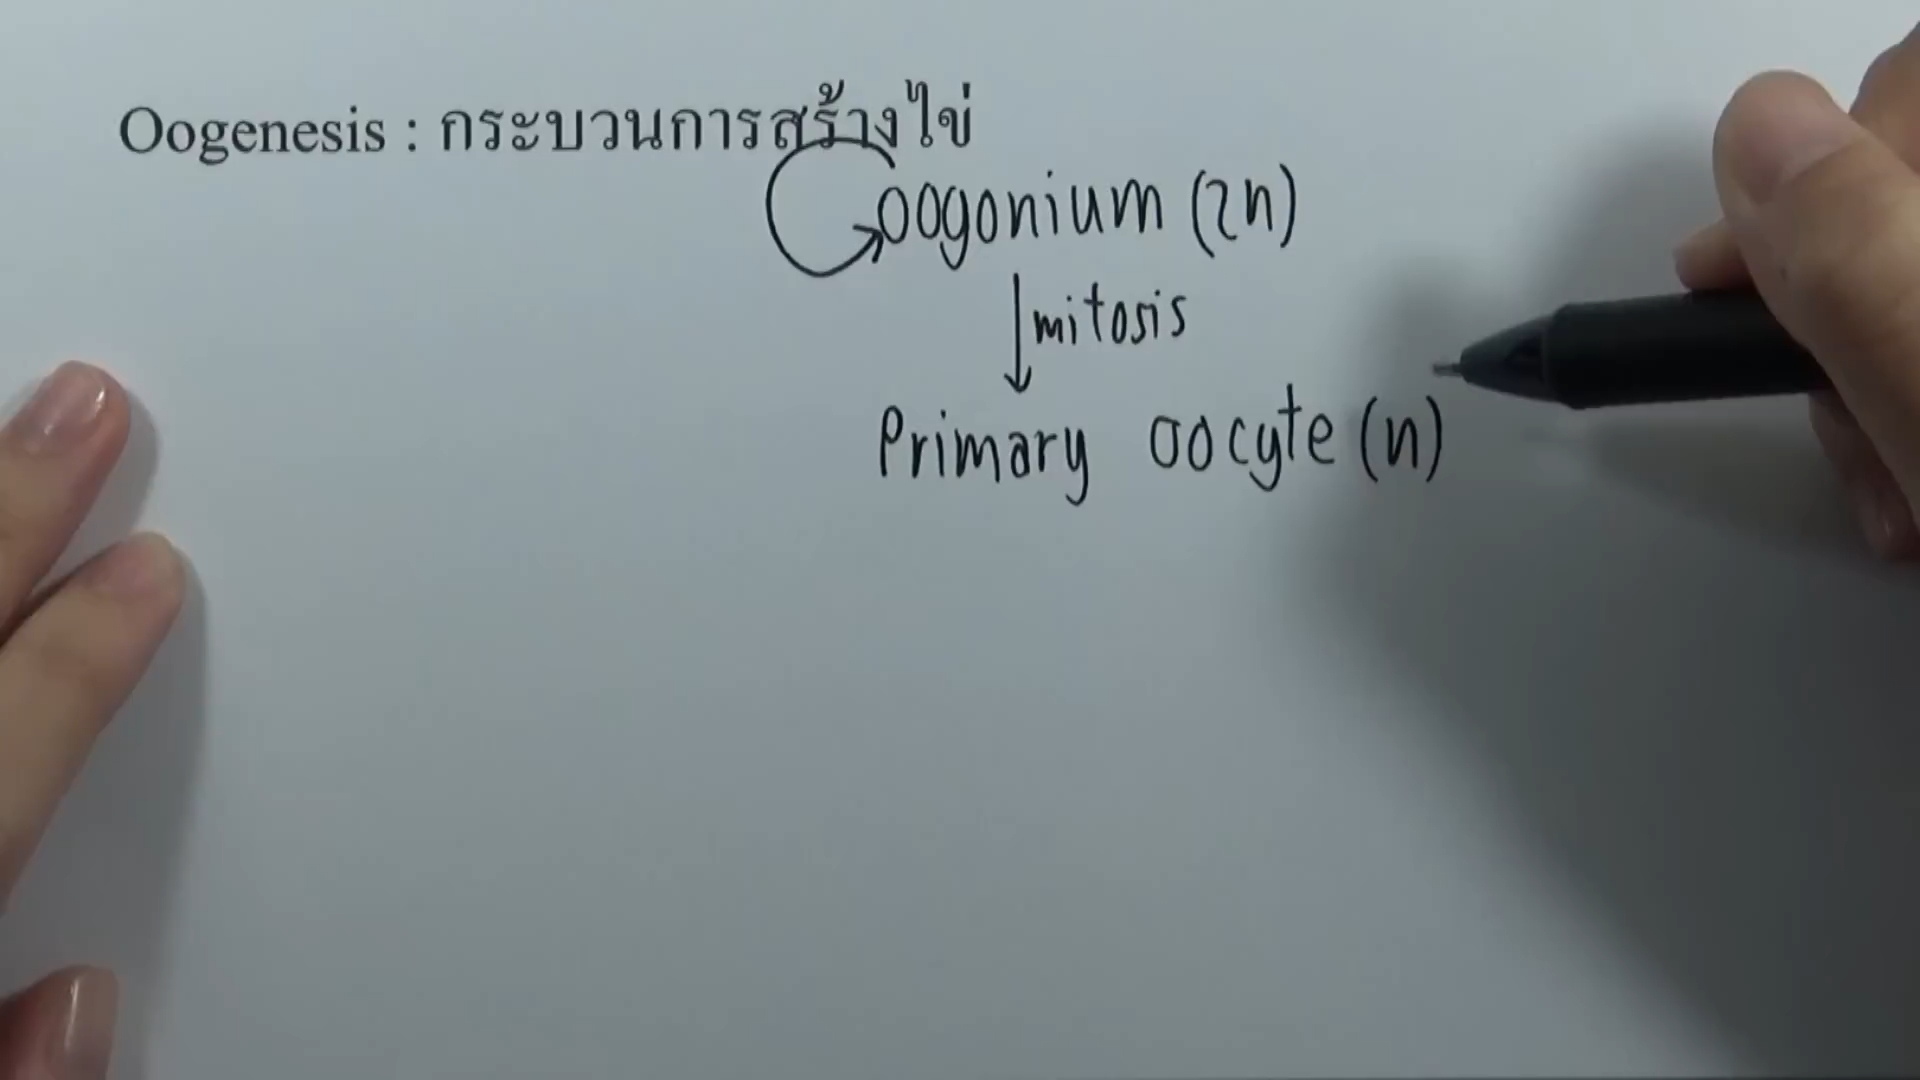 Oogenesis : กระบวนการสร้างไข่
oogonium (2n)
mitosis
Primary oocyte (n)